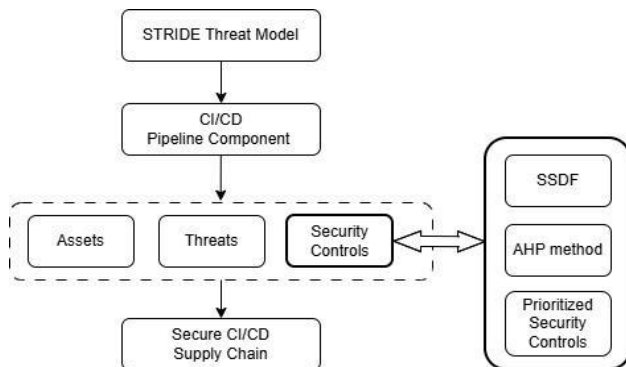 STRIDE Threat Model
CI/CD
Pipeline Component
Assets
Threats
Security
Controls
Secure CI/CD
Supply Chain
SSDF
AHP method
Prioritized
Security
Controls